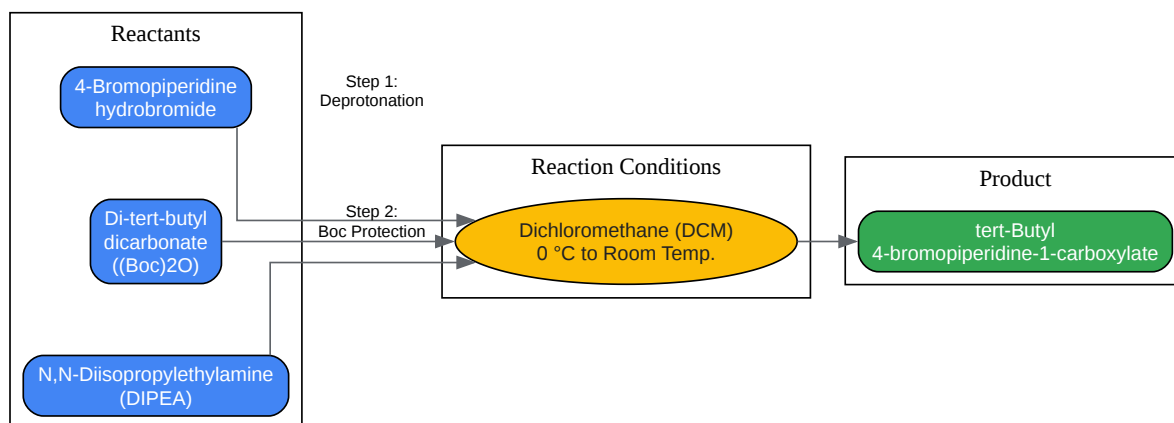 Reactants
4-Bromopiperidine
hydrobromide
Di-tert-butyl
dicarbonate
((Boc)2O)
N,N-Diisopropylethylamine
(DIPEA)
Step 1:
Deprotonation
Step 2:
Boc Protection
Reaction Conditions
Dichloromethane (DCM)
0 °C to Room Temp.
Product
tert-Butyl
4-bromopiperidine-1-carboxylate